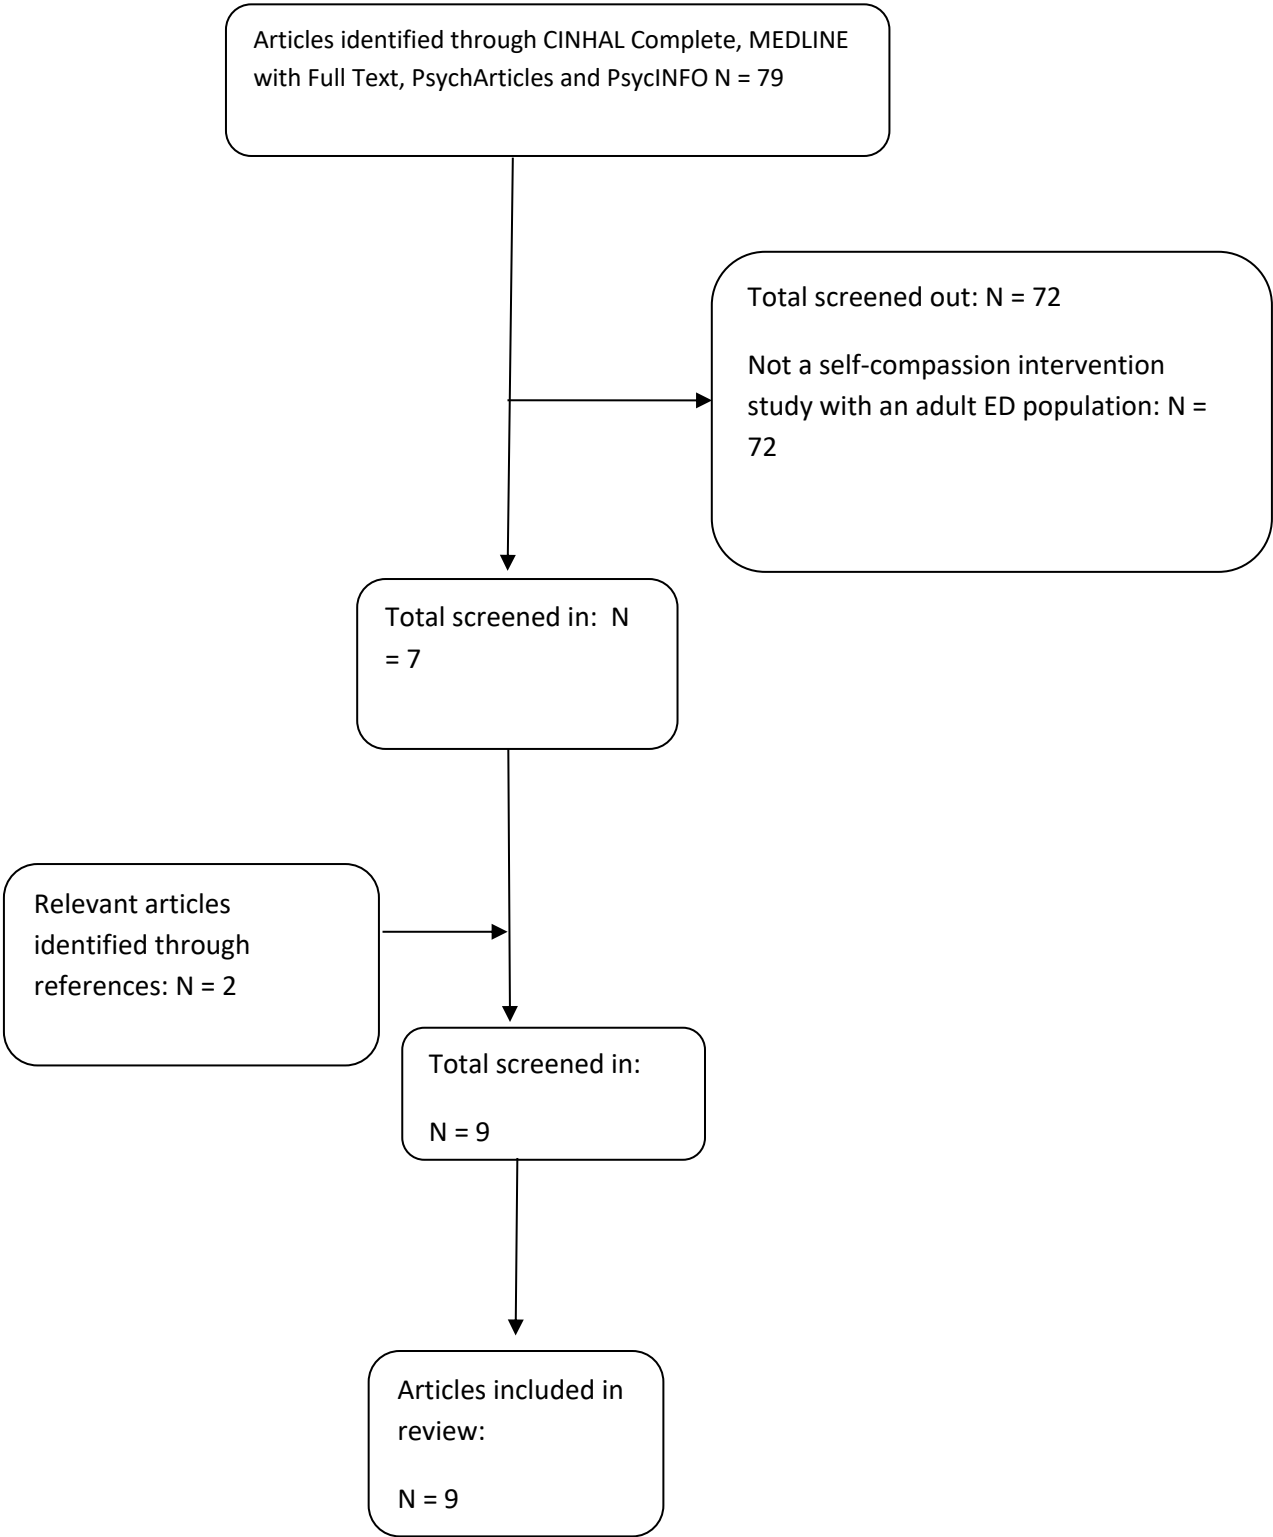 Articles identified through CINHAL Complete, MEDLINE
with Full Text, PsychArticles and PsycINFO N = 79
Total screened out: N = 72
Not a self-compassion intervention
study with an adult ED population: N =
72
Total screened in:  N
= 7
Relevant articles
identified through
references: N = 2
Total screened in:
N = 9
Articles included in
review:
N = 9